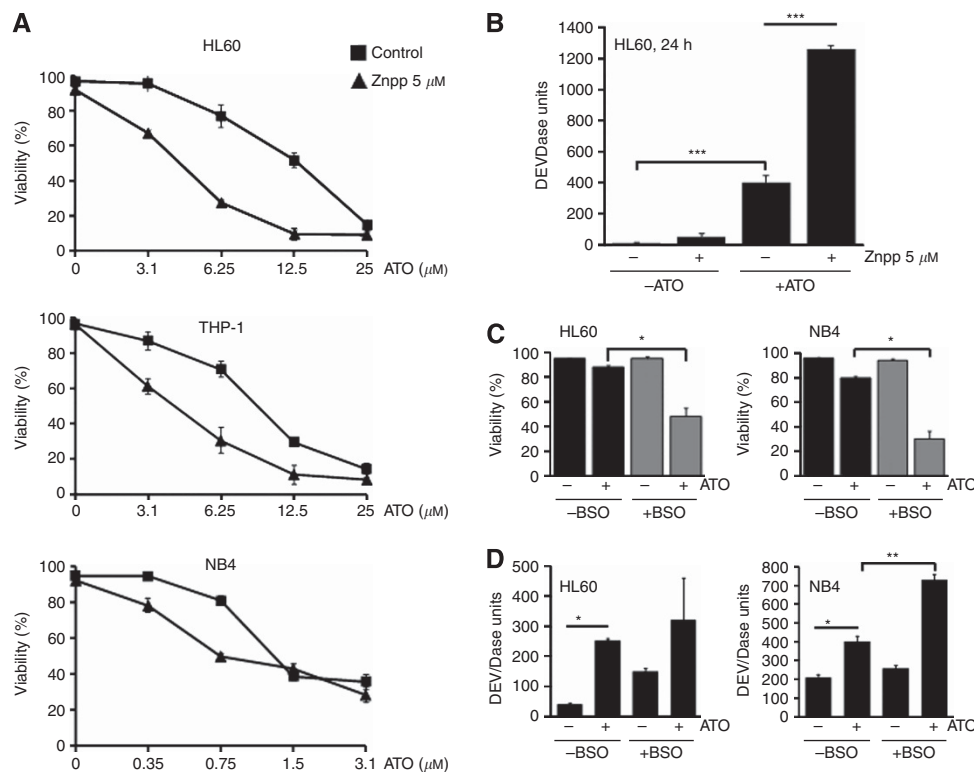 A
HL60
Control
Znpp 5 μM
Viability (%)
100
80
60
40
20
0
0 3.1 6.25 12.5 25 ATO (μM)
THP-1
Viability (%)
100
80
60
40
20
0
0 3.1 6.25 12.5 25 ATO (μM)
NB4
Viability (%)
100
80
60
40
20
0
0 0.35 0.75 1.5 3.1 ATO (μM)
B
HL60, 24 h
***
***
DEVDase units
1400
1200
1000
800
600
400
200
0
– + – + Znpp 5 μM
–ATO +ATO
C
HL60
*
Viability (%)
100
80
60
40
20
0
– + – + ATO
–BSO +BSO
NB4
*
Viability (%)
100
80
60
40
20
0
– + – + ATO
–BSO +BSO
D
HL60
*
DEV/Dase units
500
400
300
200
100
0
– + – + ATO
–BSO +BSO
NB4
**
*
DEV/Dase units
800
700
600
500
400
300
200
100
0
– + – + ATO
–BSO +BSO